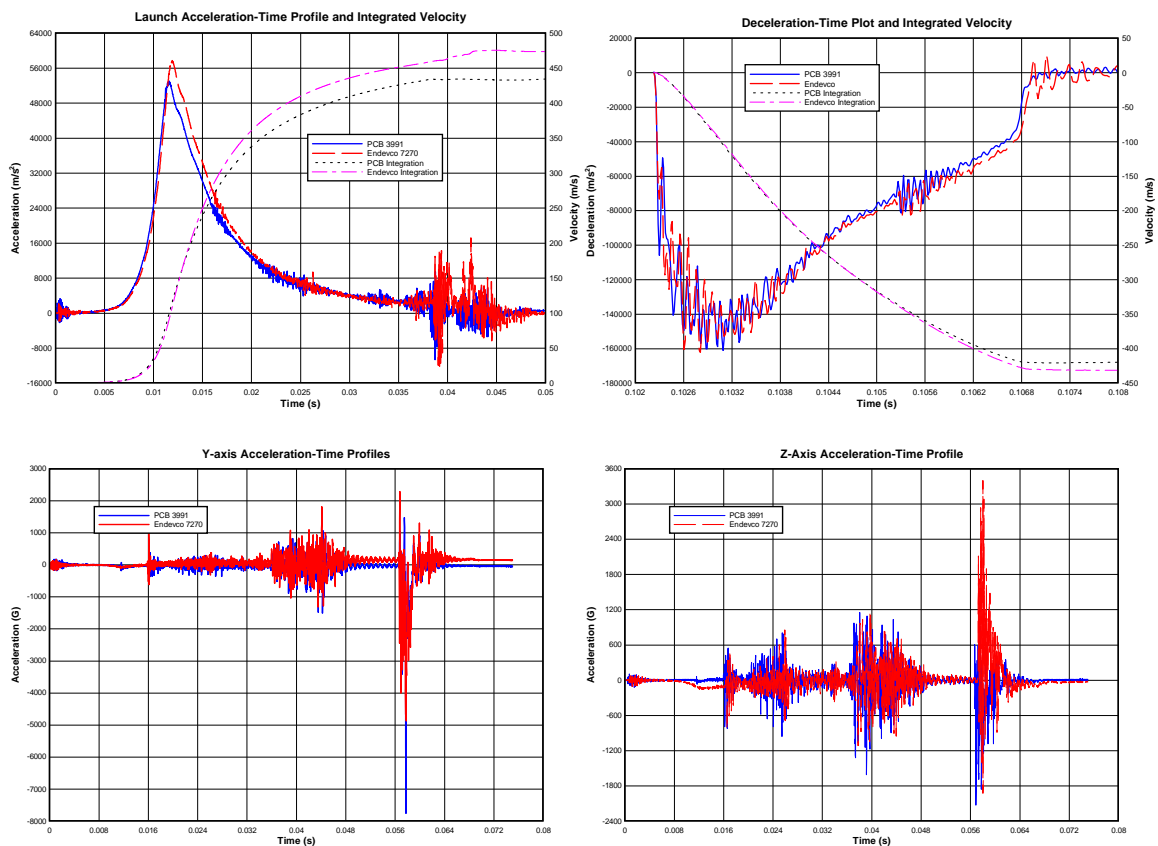 Launch Acceleration-Time Profile and Integrated Velocity
64000
56000
48000
40000
32000
24000
16000
8000
0
-8000
-16000
Acceleration (m/s²)
500
450
400
350
300
250
200
150
100
50
0
Velocity (m/s)
PCB 3991
Endevco 7270
PCB Integration
Endevco Integration
0 0.005 0.01 0.015 0.02 0.025 0.03 0.035 0.04 0.045 0.05
Time (s)
Deceleration-Time Plot and Integrated Velocity
20000
0
-20000
-40000
-60000
-80000
-100000
-120000
-140000
-160000
-180000
Deceleration (m/s²)
50
0
-50
-100
-150
-200
-250
-300
-350
-400
-450
Velocity (m/s)
PCB 3991
Endevco
PCB Integration
Endevco Integration
0.102 0.1026 0.1032 0.1038 0.1044 0.105 0.1056 0.1062 0.1068 0.1074 0.108
Time (s)
Y-axis Acceleration-Time Profiles
3000
2000
1000
0
-1000
-2000
-3000
-4000
-5000
-6000
-7000
-8000
Acceleration (G)
PCB 3991
Endevco 7270
0 0.008 0.016 0.024 0.032 0.04 0.048 0.056 0.064 0.072 0.08
Time (s)
Z-Axis Acceleration-Time Profile
3600
3000
2400
1800
1200
600
0
-600
-1200
-1800
-2400
Acceleration (G)
PCB 3991
Endevco 7270
0 0.008 0.016 0.024 0.032 0.04 0.048 0.056 0.064 0.072 0.08
Time (s)